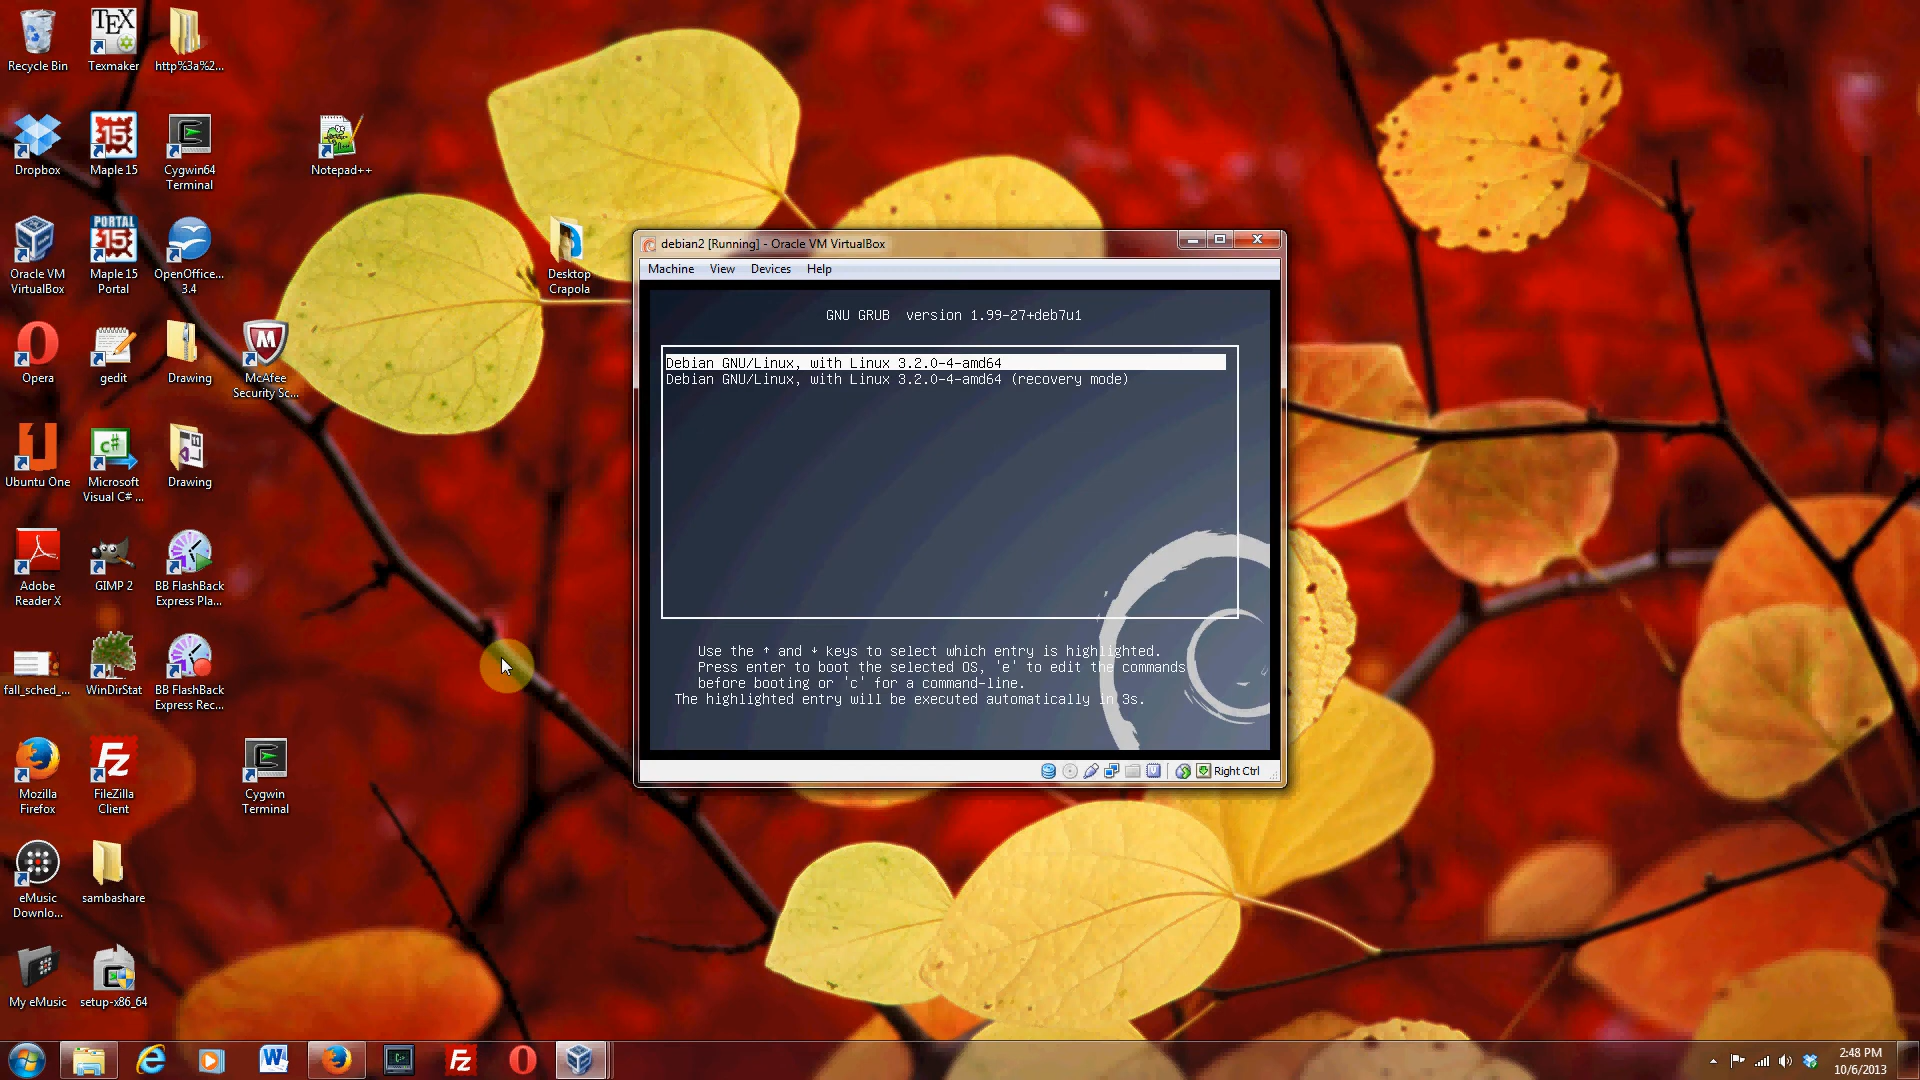 Recycle Bin
Texmaker
http%3a%2...
Dropbox
Maple 15
Cygwin64
Terminal
Notepad++
Oracle VM
VirtualBox
Maple 15
Portal
OpenOffice...
3.4
Desktop
Crapola
Opera
gedit
Drawing
McAfee
Security Sc...
Ubuntu One
Microsoft
Visual C# ...
Drawing
Adobe
Reader X
GIMP 2
BB FlashBack
Express Pla...
fall_sched_...
WinDirStat
BB FlashBack
Express Rec...
Mozilla
Firefox
FileZilla
Client
Cygwin
Terminal
eMusic
Downlo...
sambashare
My eMusic
setup-x86_64
TEX
15
PORTAL
15
debian2 [Running] - Oracle VM VirtualBox
Machine View Devices Help
GNU GRUB version 1.99-27+deb7u1
Debian GNU/Linux, with Linux 3.2.0-4-amd64
Debian GNU/Linux, with Linux 3.2.0-4-amd64 (recovery mode)
Use the ↑ and ↓ keys to select which entry is highlighted.
Press enter to boot the selected OS, 'e' to edit the commands
before booting or 'c' for a command-line.
The highlighted entry will be executed automatically in 3s.
Right Ctrl
2:48 PM
10/6/2013